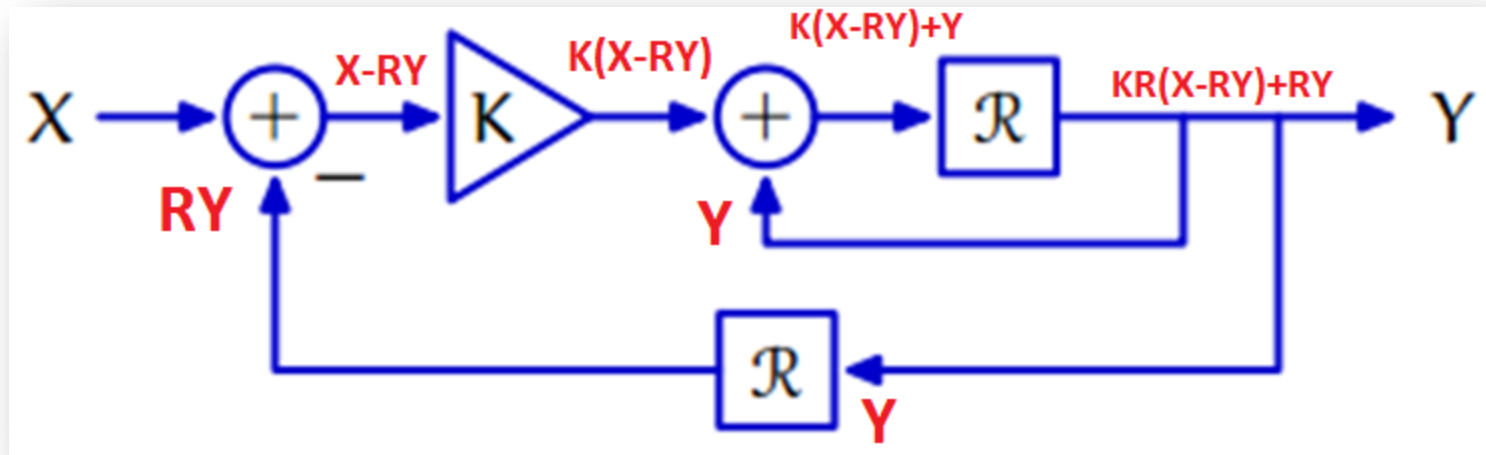 K(X-RY)+Y
X-RY
K(X-RY)
KR(X-RY)+RY
X
+
K
+
ℛ
Y
−
RY
Y
ℛ
Y